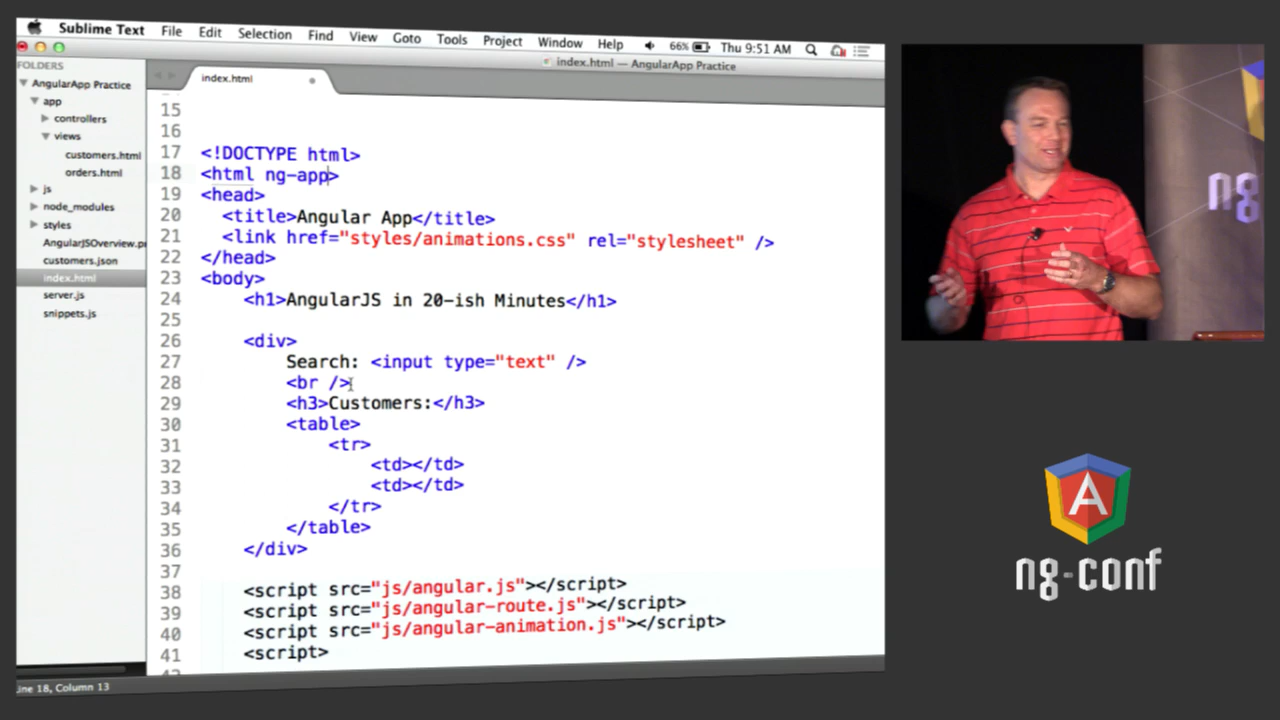 Sublime Text File Edit Selection Find View Goto Tools Project Window Help 66% Thu 9:51 AM
index.html — AngularApp Practice
FOLDERS
AngularApp Practice
app
controllers
views
customers.html
orders.html
js
node_modules
styles
AngularJSOverview.p
customers.json
index.html
server.js
snippets.js
index.html
15
16
17 <!DOCTYPE html>
18 <html ng-app>
19 <head>
20 <title>Angular App</title>
21 <link href="styles/animations.css" rel="stylesheet" />
22 </head>
23 <body>
24 <h1>AngularJS in 20-ish Minutes</h1>
25
26 <div>
27 Search: <input type="text" />
28 <br />
29 <h3>Customers:</h3>
30 <table>
31 <tr>
32 <td></td>
33 <td></td>
34 </tr>
35 </table>
36 </div>
37
38 <script src="js/angular.js"></script>
39 <script src="js/angular-route.js"></script>
40 <script src="js/angular-animation.js"></script>
41 <script>
ine 18, Column 13
ng
A
ng-conf